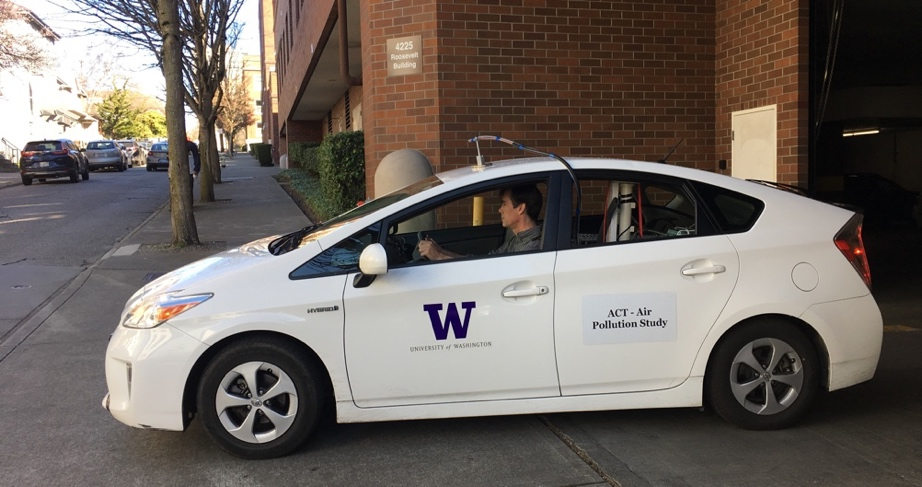 4225
Roosevelt
Building
HYBRID
W
UNIVERSITY of WASHINGTON
ACT - Air
Pollution Study